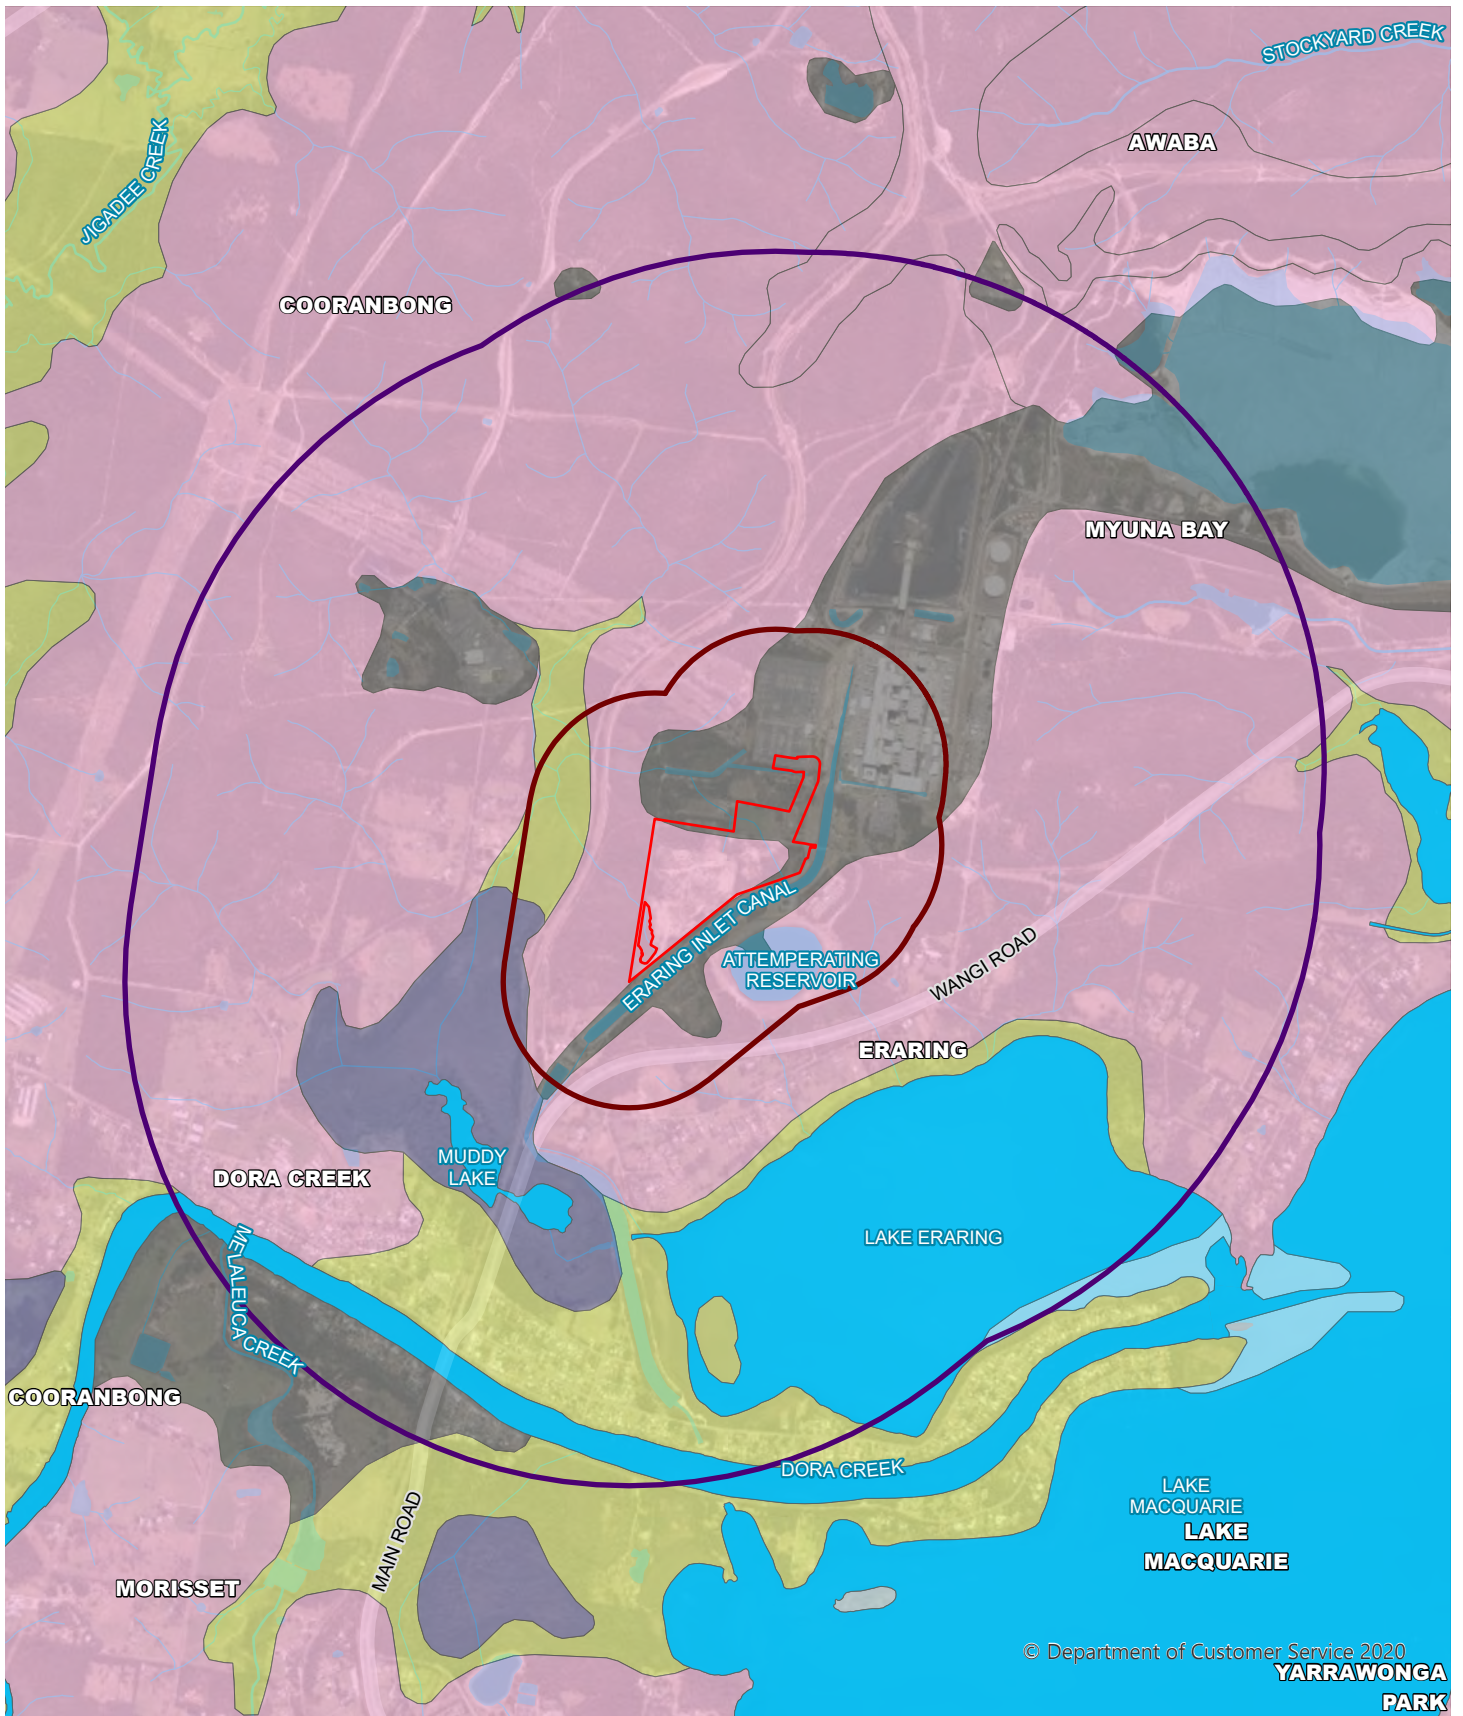 STOCKYARD CREEK
AWABA
JIGADEE CREEK
COORANBONG
MYUNA BAY
ERARING INLET CANAL
ATTEMPERATING
RESERVOIR
WANGI ROAD
ERARING
MUDDY
LAKE
DORA CREEK
LAKE ERARING
MELALEUCA CREEK
COORANBONG
DORA CREEK
LAKE
MACQUARIE
LAKE
MACQUARIE
MAIN ROAD
MORISSET
© Department of Customer Service 2020
YARRAWONGA
PARK